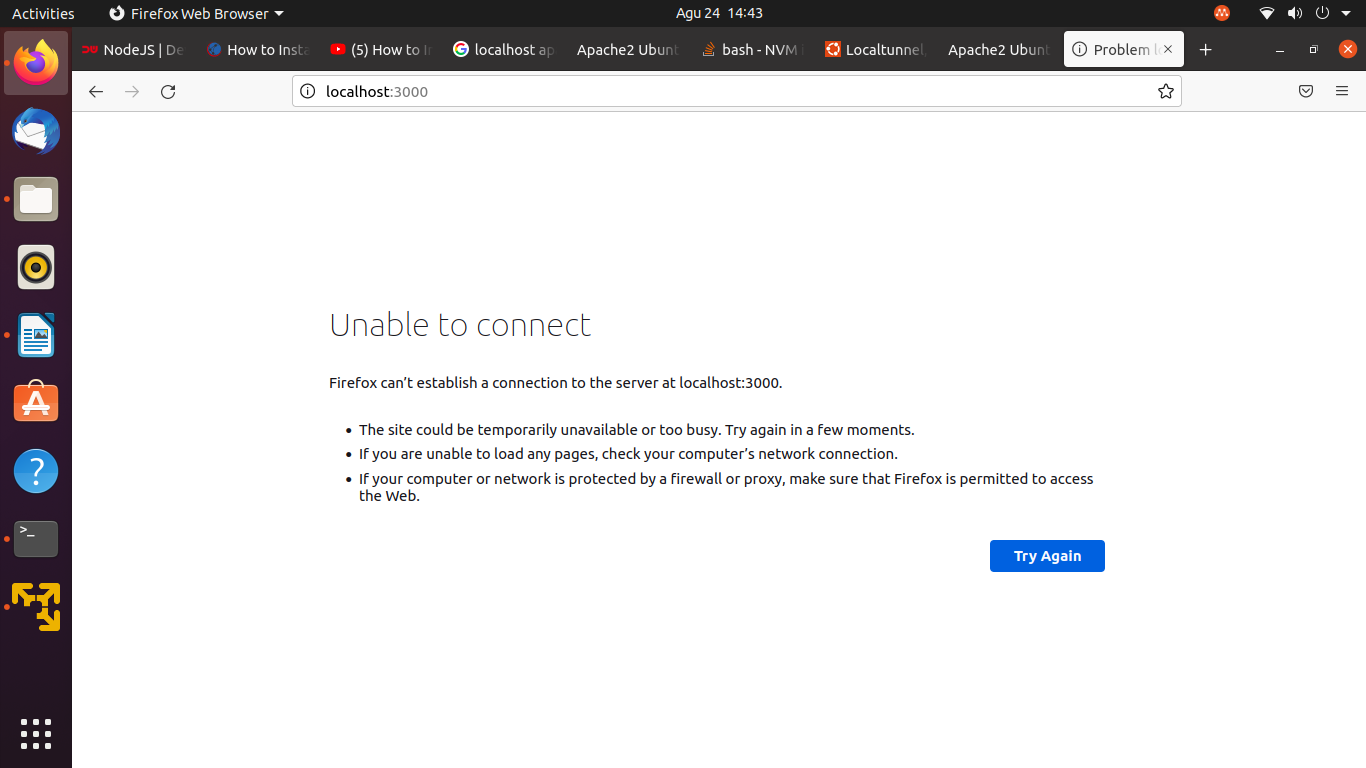 Activities
Firefox Web Browser
Agu 24 14:43
NodeJS | De
How to Insta
(5) How to I
localhost ap
Apache2 Ubunt
bash - NVM
Localtunnel,
Apache2 Ubunt
Problem l
localhost:3000
Unable to connect
Firefox can’t establish a connection to the server at localhost:3000.
• The site could be temporarily unavailable or too busy. Try again in a few moments.
• If you are unable to load any pages, check your computer’s network connection.
• If your computer or network is protected by a firewall or proxy, make sure that Firefox is permitted to access
the Web.
Try Again